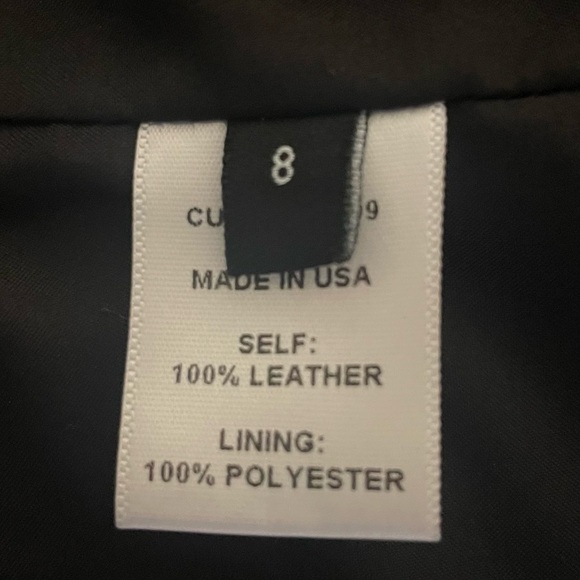 8
MADE IN USA
SELF:
100% LEATHER
LINING:
100% POLYESTER